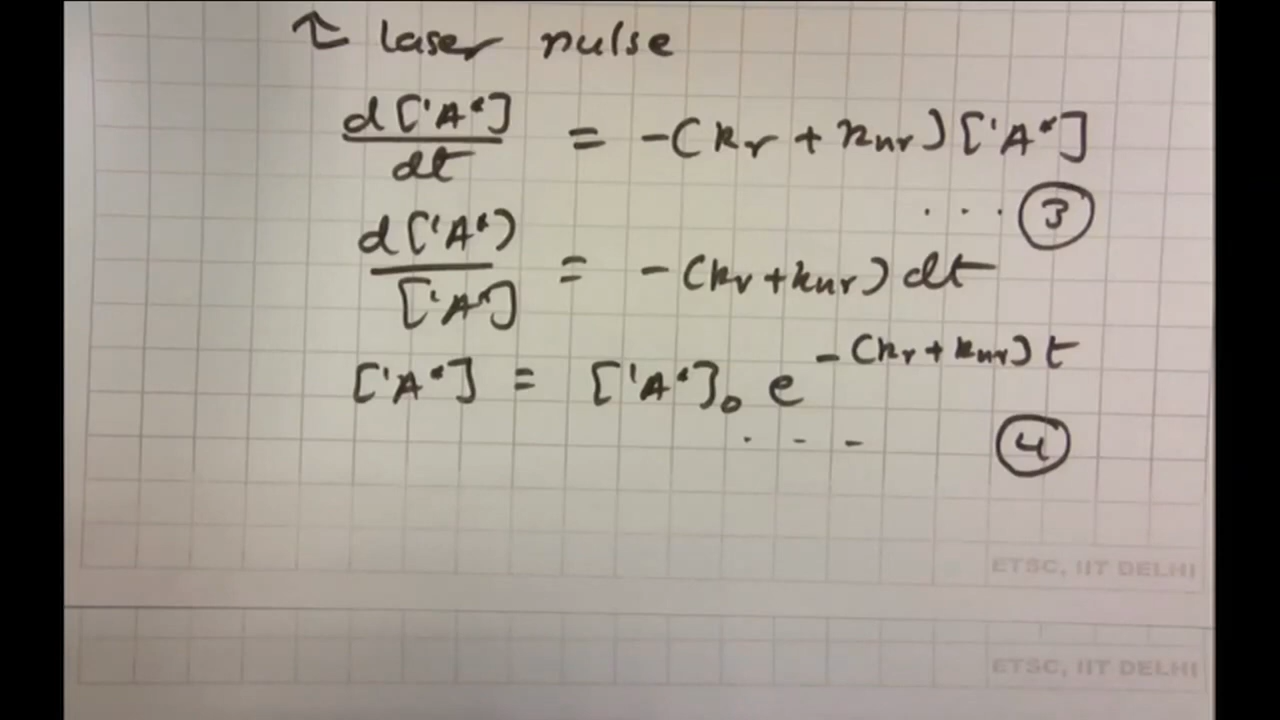 ↑ laser pulse
d['A*]/dt = -(kr + knr)['A*]
... ③
d['A*)/['A*] = -(kr+knr)dt
['A*] = ['A*]₀ e^-(kr+knr)t
. - - ④
ETSC, IIT DELHI
ETSC, IIT DELHI